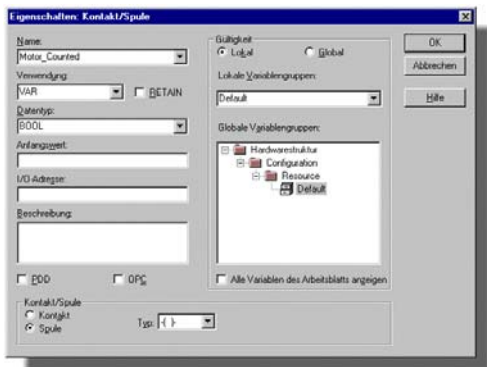 Eigenschaften: Kontakt/Spule
Name:
Motor_Counted
Verwendung:
VAR
RETAIN
Datentyp:
BOOL
Anfangswert:
I/O-Adresse:
Beschreibung:
PDD
OPC
Gültigkeit
Lokal
Global
Lokale Variablengruppen:
Default
Globale Variablengruppen:
Hardwarestruktur
Configuration
Resource
Default
Alle Variablen des Arbeitsblatts anzeigen
OK
Abbrechen
Hilfe
Kontakt/Spule
Kontakt
Spule
Typ: -( )-